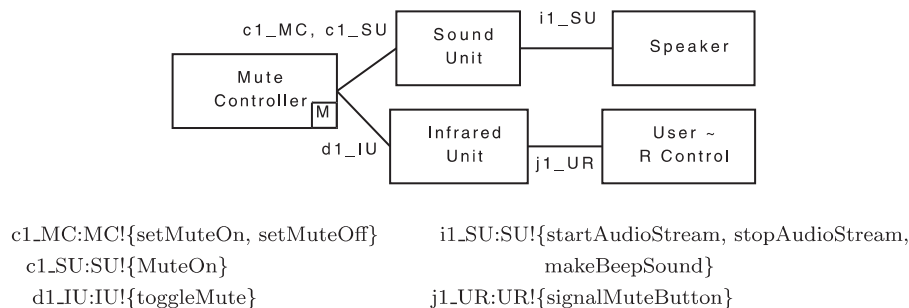 c1_MC, c1_SU
i1_SU
Sound
Unit
Speaker
Mute
Controller
M
d1_IU
Infrared
Unit
j1_UR
User ~
R Control
c1_MC:MC!{setMuteOn, setMuteOff}
i1_SU:SU!{startAudioStream, stopAudioStream,
c1_SU:SU!{MuteOn}
makeBeepSound}
d1_IU:IU!{toggleMute}
j1_UR:UR!{signalMuteButton}